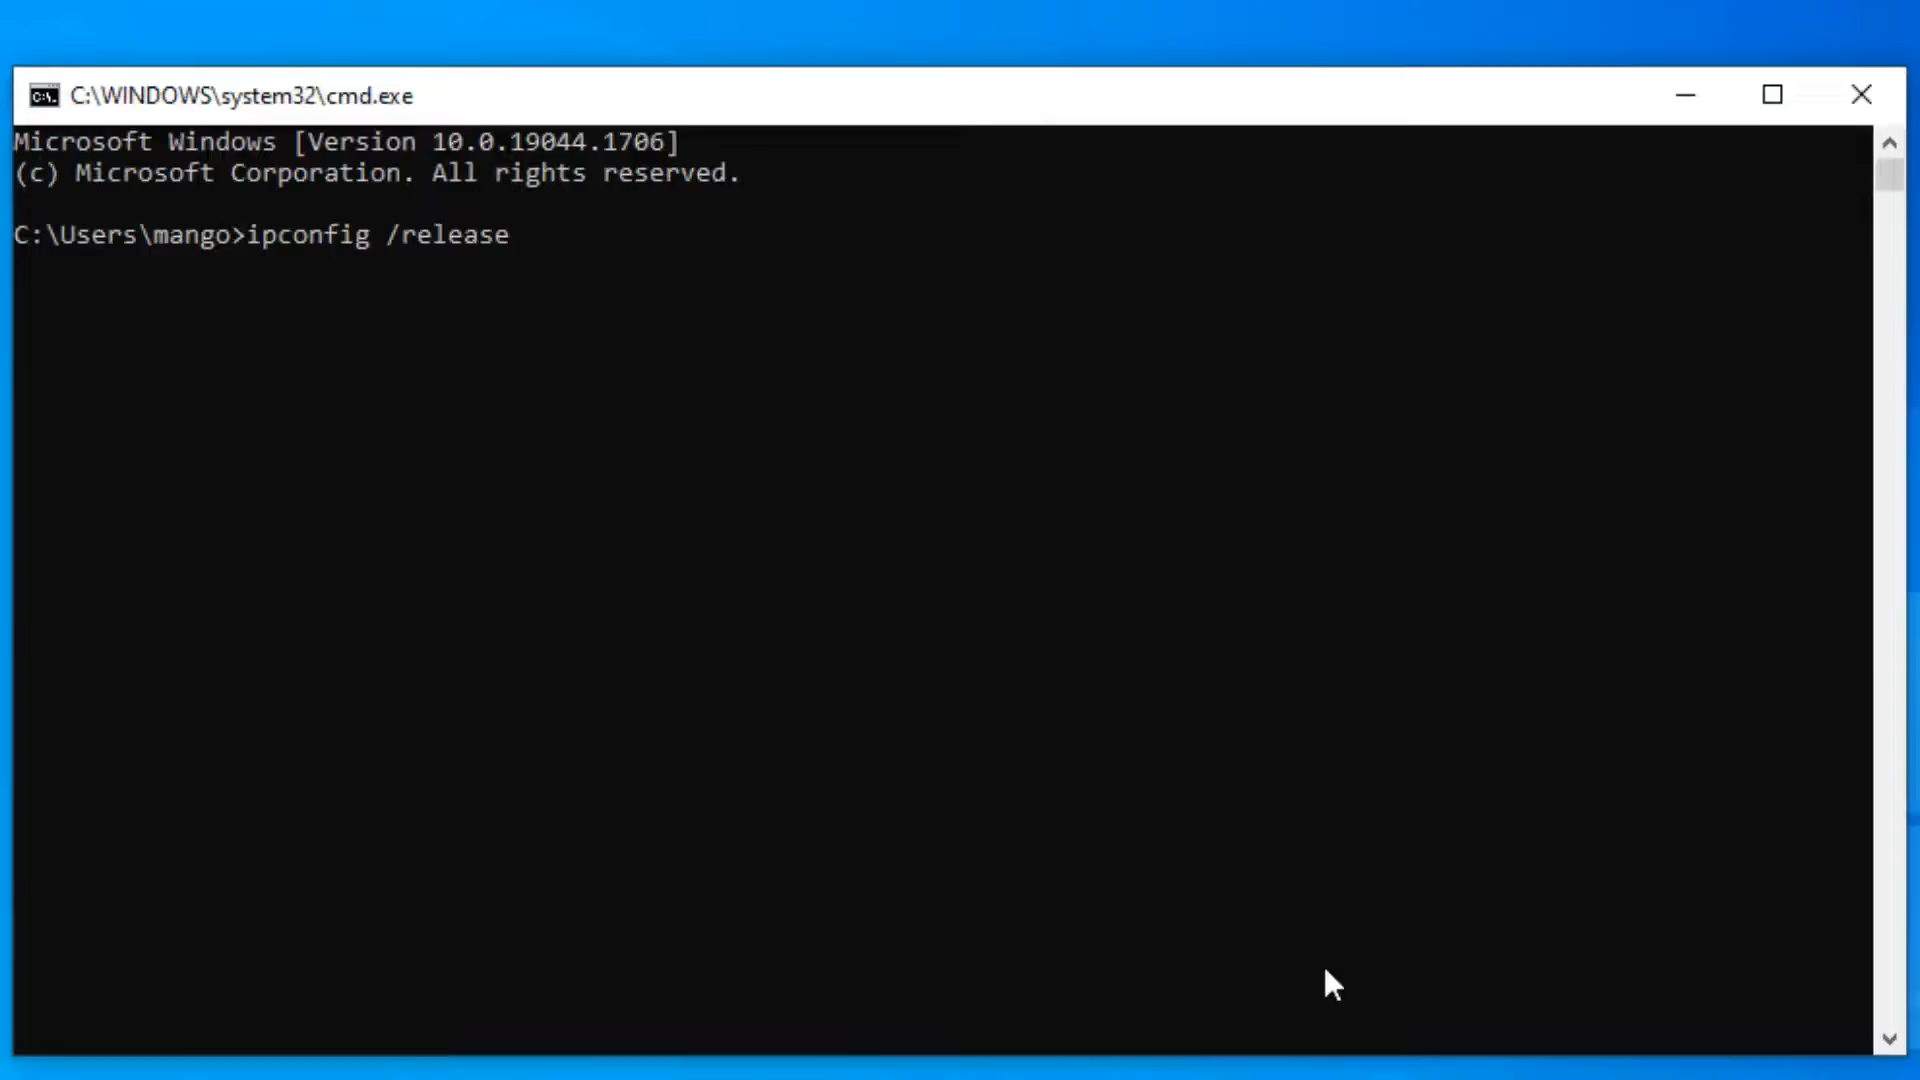 C:\WINDOWS\system32\cmd.exe
Microsoft Windows [Version 10.0.19044.1706]
(c) Microsoft Corporation. All rights reserved.
C:\Users\mango>ipconfig /release